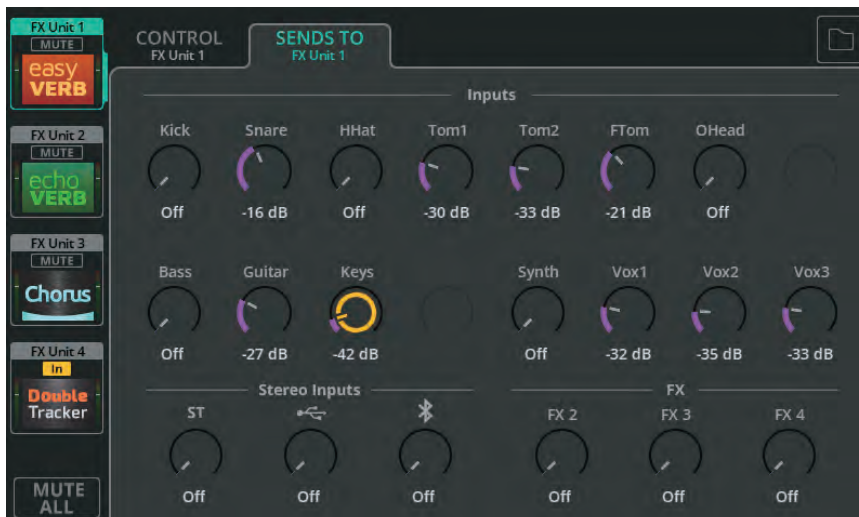 FX Unit 1
MUTE
easy
VERB
FX Unit 2
MUTE
echo
VERB
FX Unit 3
MUTE
Chorus
FX Unit 4
In
Double
Tracker
MUTE
ALL
CONTROL
FX Unit 1
SENDS TO
FX Unit 1
Inputs
Kick Snare HHat Tom1 Tom2 FTom OHead
Off -16 dB Off -30 dB -33 dB -21 dB Off
Bass Guitar Keys Synth Vox1 Vox2 Vox3
Off -27 dB -42 dB Off -32 dB -35 dB -33 dB
Stereo Inputs FX
ST FX 2 FX 3 FX 4
Off Off Off Off Off Off